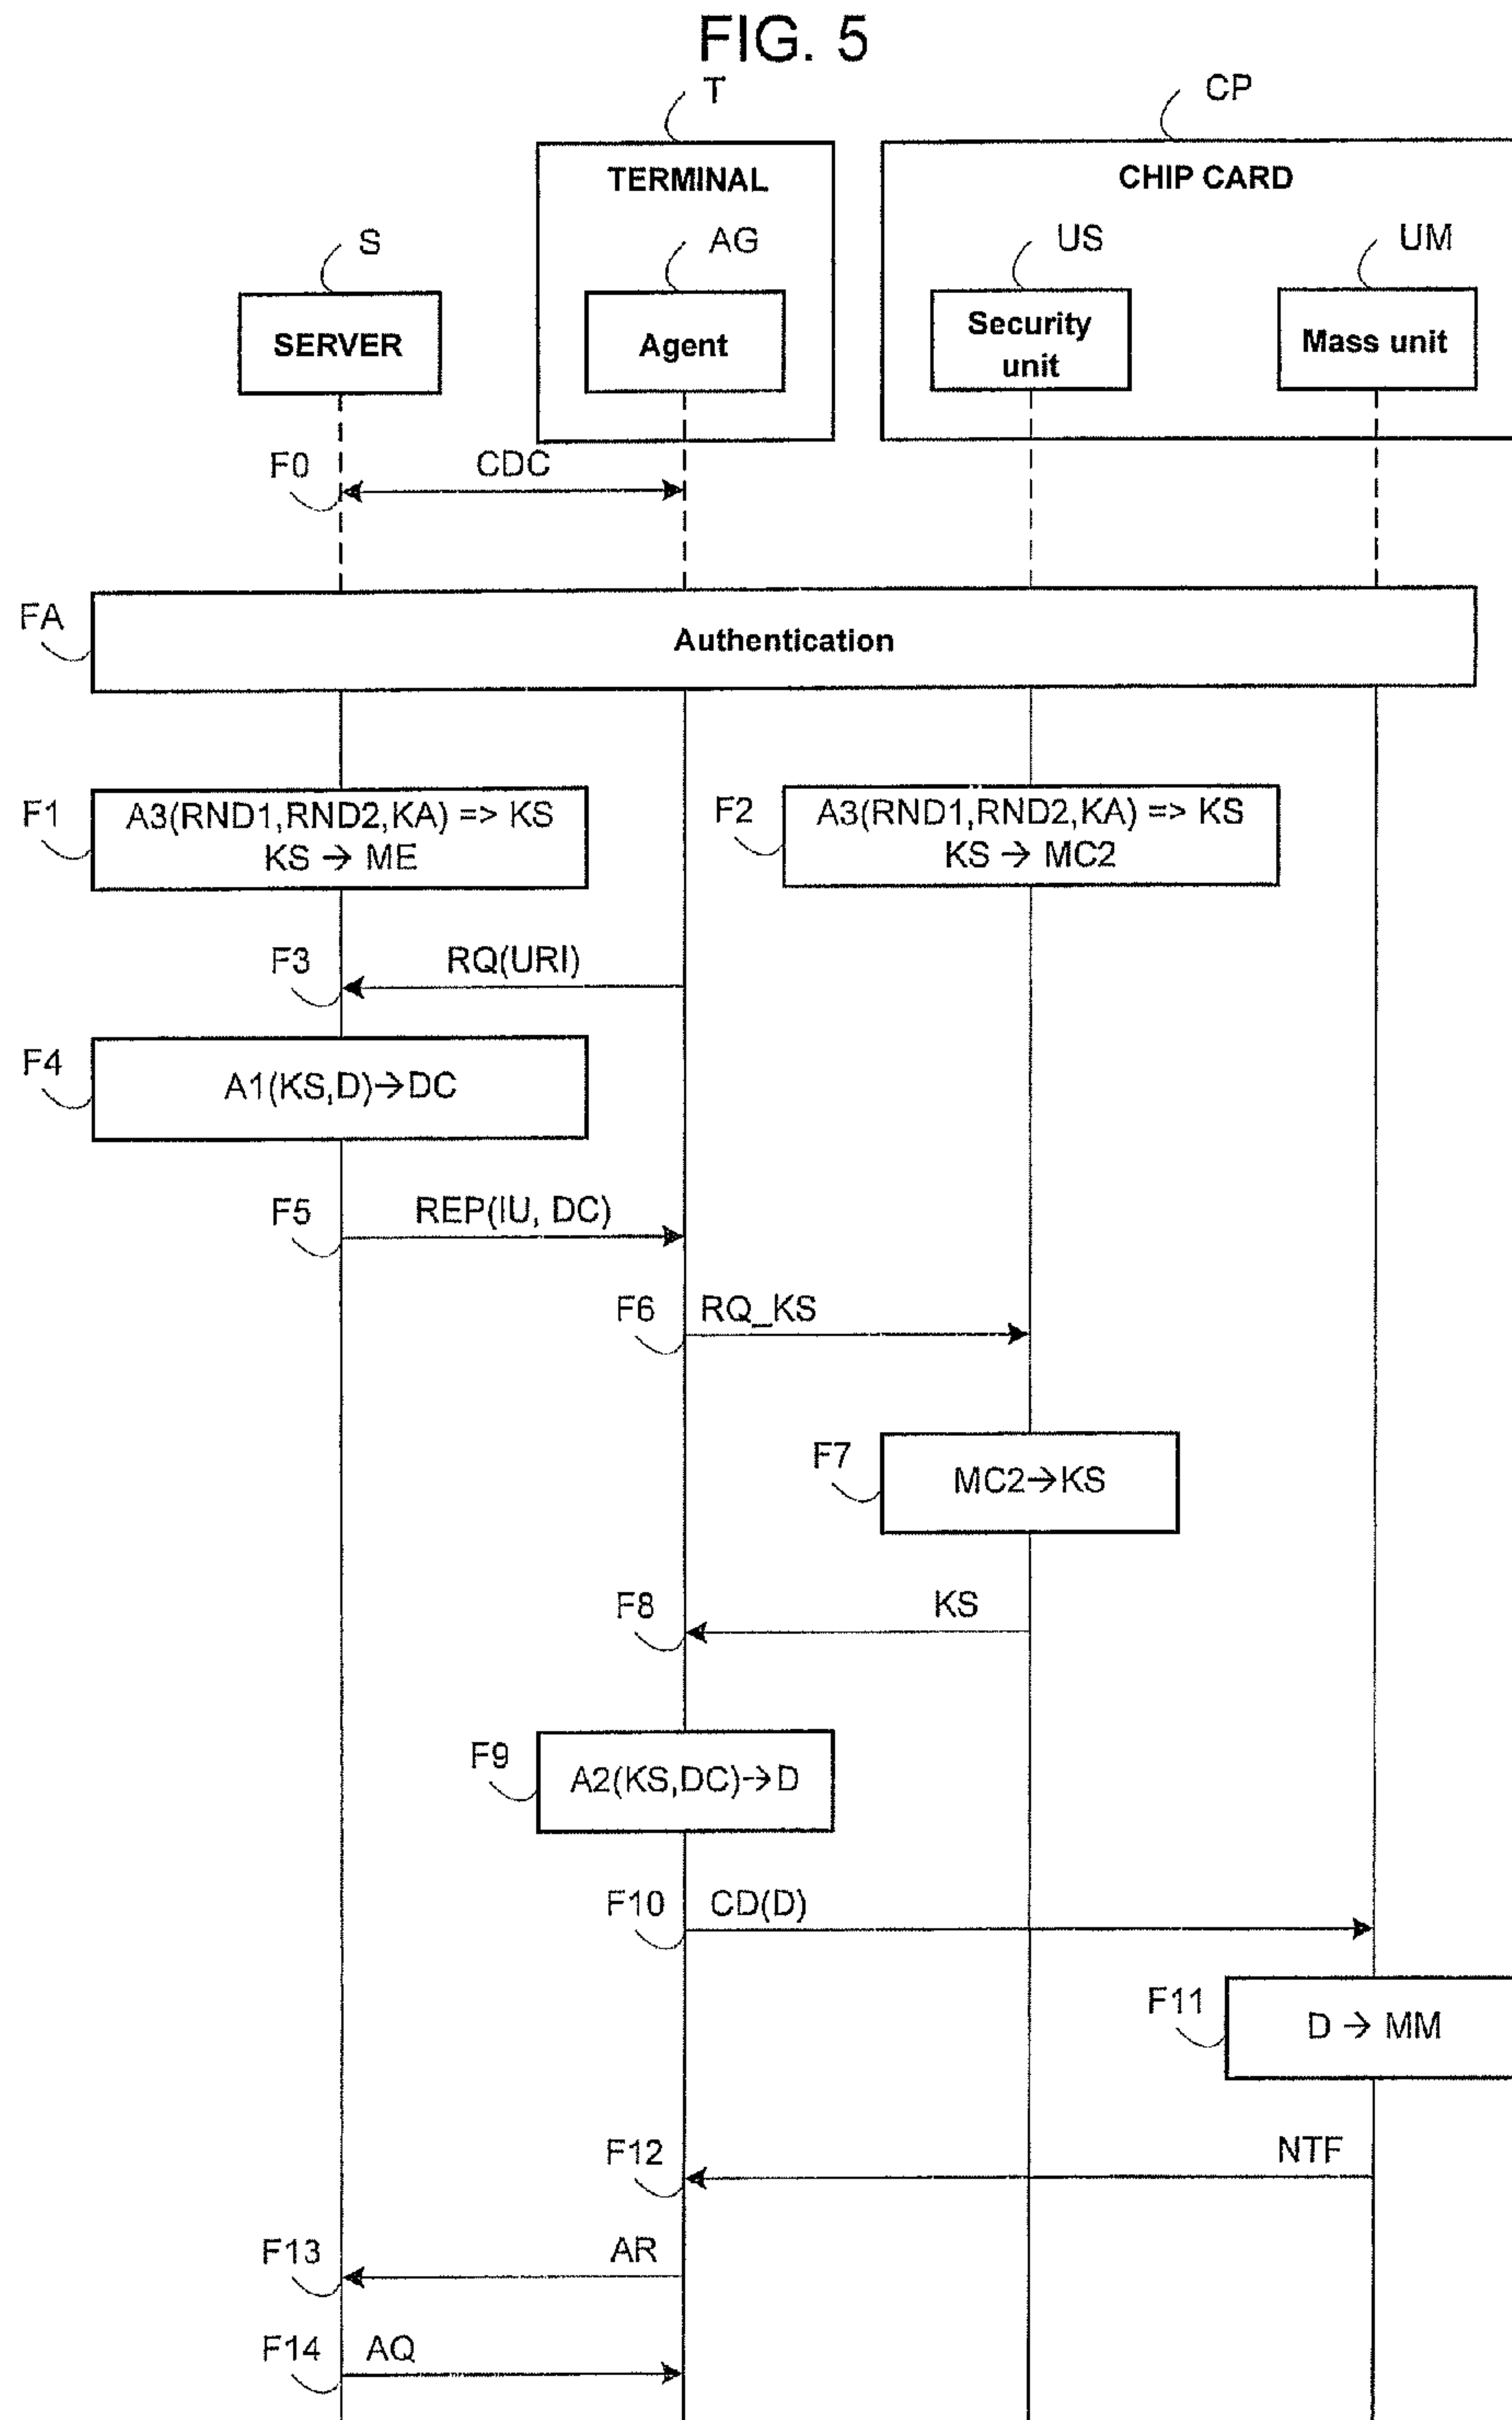 FIG. 5
T
CP
TERMINAL
CHIP CARD
S
AG
US
UM
SERVER
Agent
Security
unit
Mass unit
F0
CDC
FA
Authentication
F1
A3(RND1,RND2,KA) => KS
KS → ME
F2
A3(RND1,RND2,KA) => KS
KS → MC2
F3
RQ(URI)
F4
A1(KS,D)→DC
F5
REP(IU, DC)
F6
RQ_KS
F7
MC2→KS
F8
KS
F9
A2(KS,DC)→D
F10
CD(D)
F11
D → MM
F12
NTF
F13
AR
F14
AQ